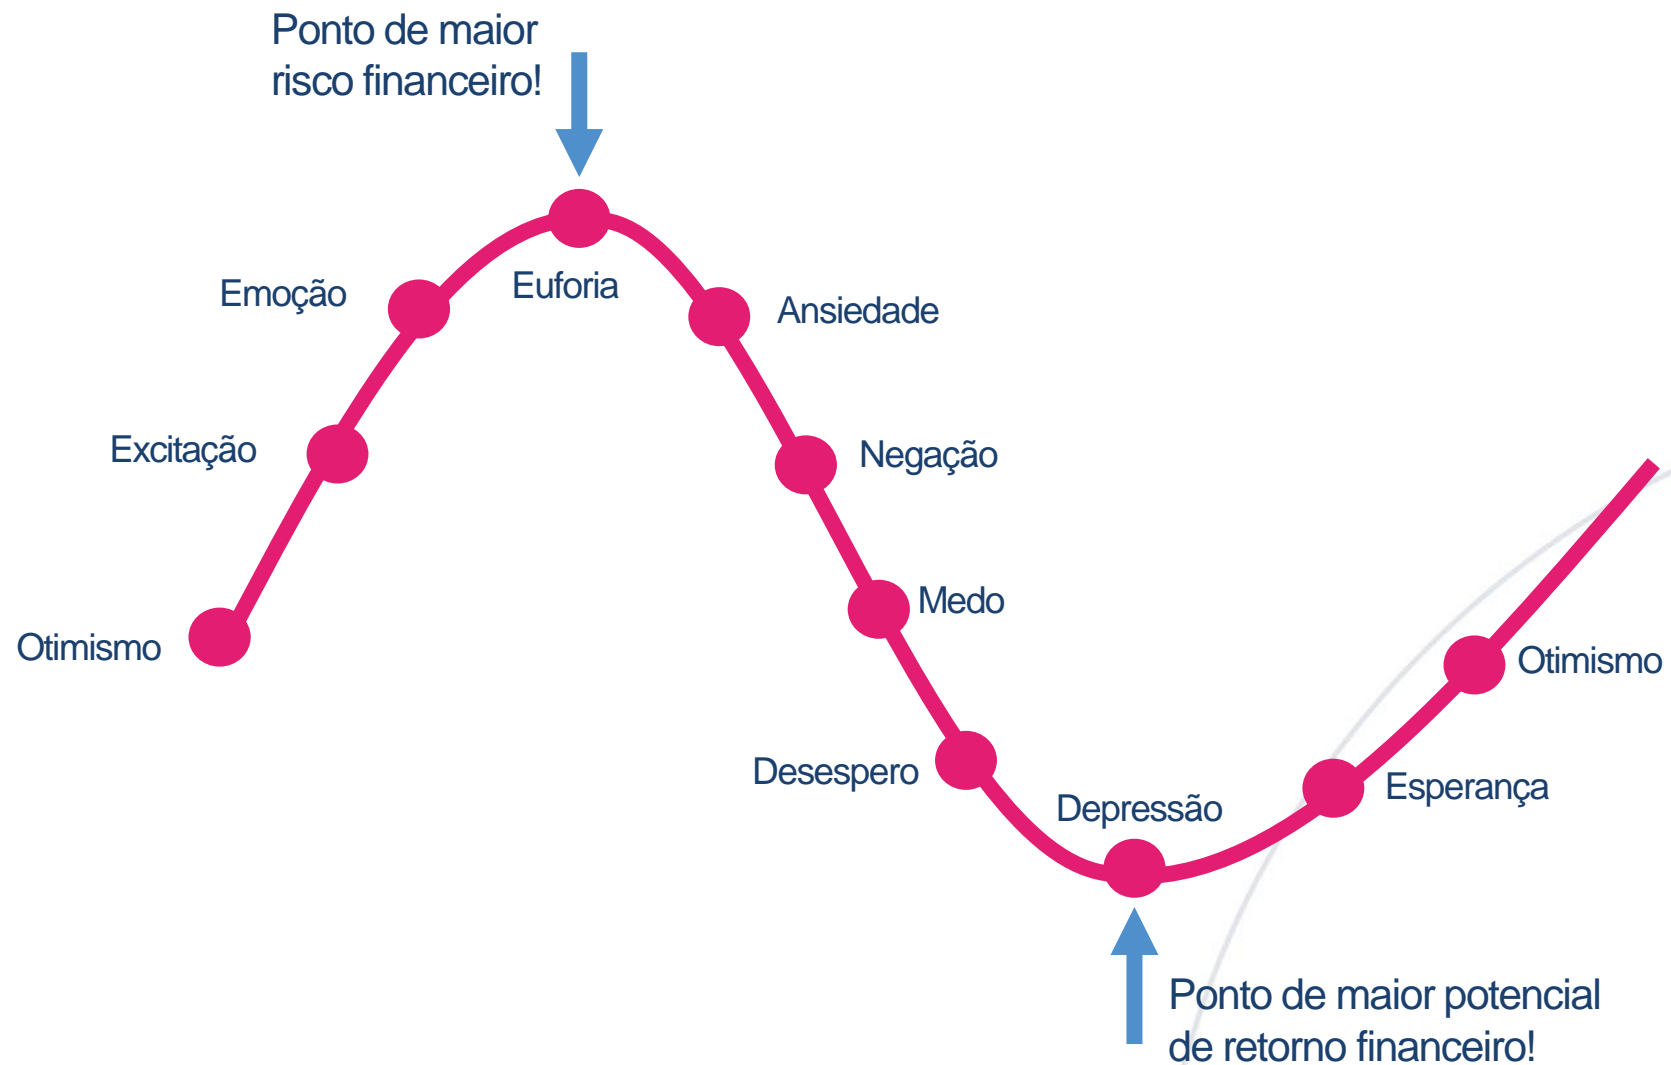 Ponto de maior
risco financeiro!
Emoção
Euforia
Ansiedade
Excitação
Negação
Medo
Otimismo
Otimismo
Desespero
Depressão
Esperança
Ponto de maior potencial
de retorno financeiro!